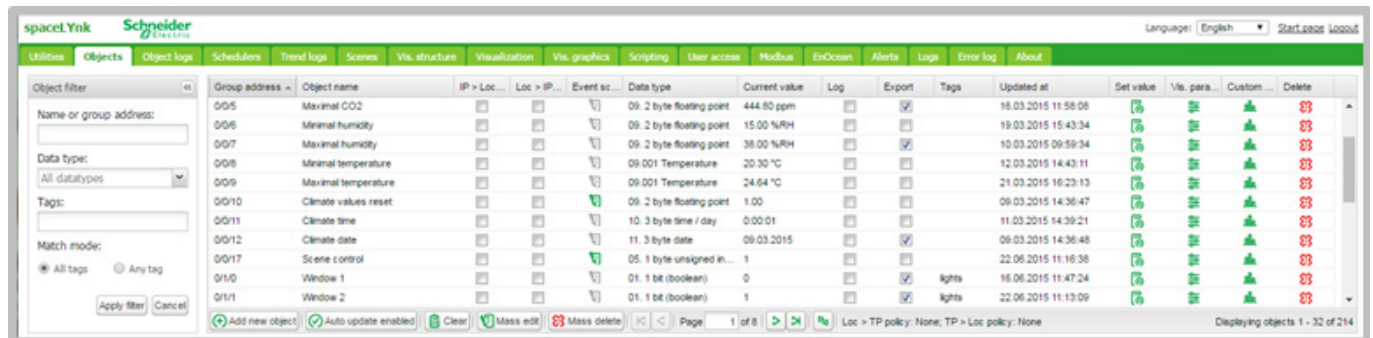 spaceLYnk Schneider Electric Language: English Start page Logout
Utilities Objects Object logs Schedulers Trend logs Scenes Vis. structure Visualization Vis. graphics Scripting User access Modbus EnOcean Alerts Logs Error log About
Object filter
Name or group address:
Data type:
All datatypes
Tags:
Match mode:
All tags Any tag
Apply filter Cancel
Group address Object name IP > Loc... Loc > IP... Event sc... Data type Current value Log Export Tags Updated at Set value Vis. para... Custom ... Delete
0/0/5 Maximal CO2 09. 2 byte floating point 444.80 ppm 16.03.2015 11:58:08
0/0/6 Minimal humidity 09. 2 byte floating point 15.00 %RH 19.03.2015 15:43:34
0/0/7 Maximal humidity 09. 2 byte floating point 38.00 %RH 10.03.2015 09:59:34
0/0/8 Minimal temperature 09.001 Temperature 20.30 °C 12.03.2015 14:43:11
0/0/9 Maximal temperature 09.001 Temperature 24.64 °C 21.03.2015 16:23:13
0/0/10 Climate values reset 09. 2 byte floating point 1.00 09.03.2015 14:36:47
0/0/11 Climate time 10. 3 byte time / day 0:00:01 11.03.2015 14:39:21
0/0/12 Climate date 11. 3 byte date 09.03.2015 09.03.2015 14:36:48
0/0/17 Scene control 05. 1 byte unsigned in... 1 22.06.2015 11:16:38
0/1/0 Window 1 01. 1 bit (boolean) 0 lights 16.06.2015 11:47:24
0/1/1 Window 2 01. 1 bit (boolean) 1 lights 22.06.2015 11:13:09
Add new object Auto update enabled Clear Mass edit Mass delete Page 1 of 8 Loc > TP policy: None; TP > Loc policy: None Displaying objects 1 - 32 of 214